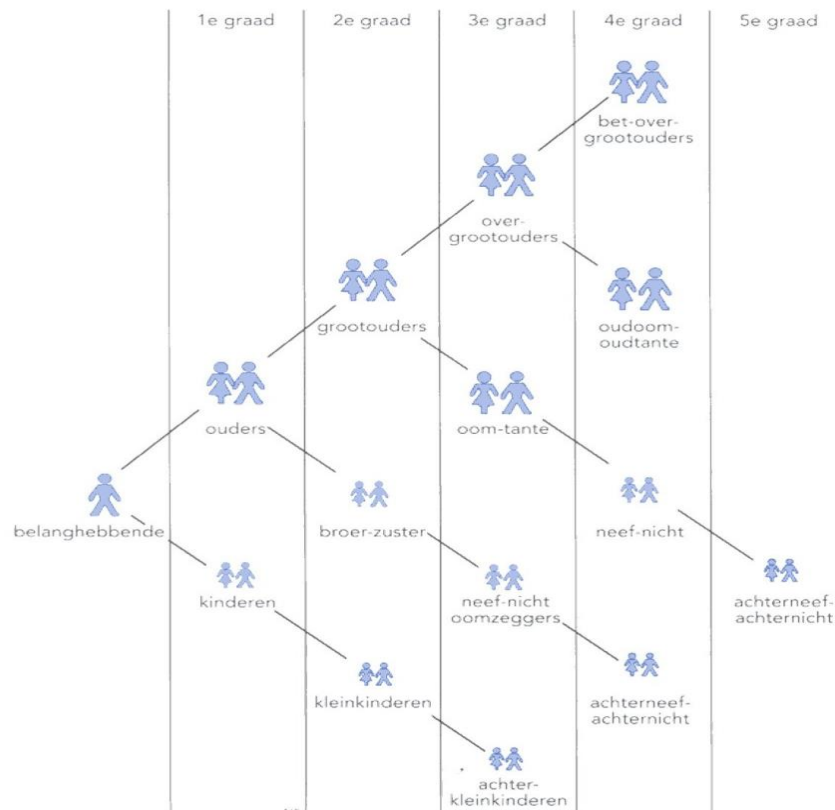 1e graad
2e graad
3e graad
4e graad
5e graad
bet-over-
grootouders
over-
grootouders
grootouders
oudoom-
oudtante
ouders
oom-tante
belanghebbende
broer-zuster
neef-nicht
kinderen
neef-nicht
oomzeggers
achterneef-
achternicht
kleinkinderen
achterneef-
achternicht
achter-
kleinkinderen